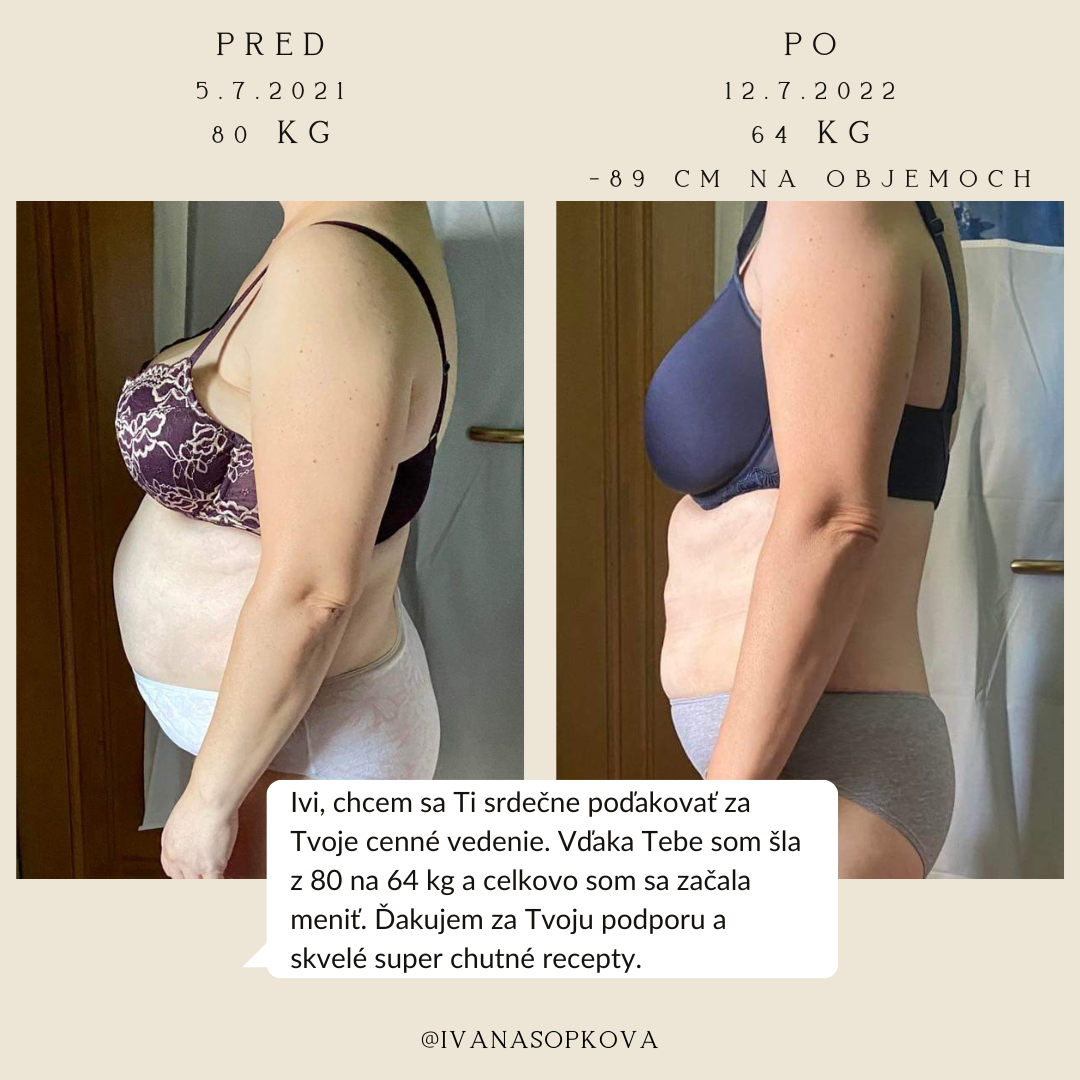 PRED
5.7.2021
80 KG
PO
12.7.2022
64 KG
-89 CM NA OBJEMOCH
Ivi, chcem sa Ti srdečne poďakovať za
Tvoje cenné vedenie. Vďaka Tebe som šla
z 80 na 64 kg a celkovo som sa začala
meniť. Ďakujem za Tvoju podporu a
skvelé super chutné recepty.
@IVANASOPKOVA